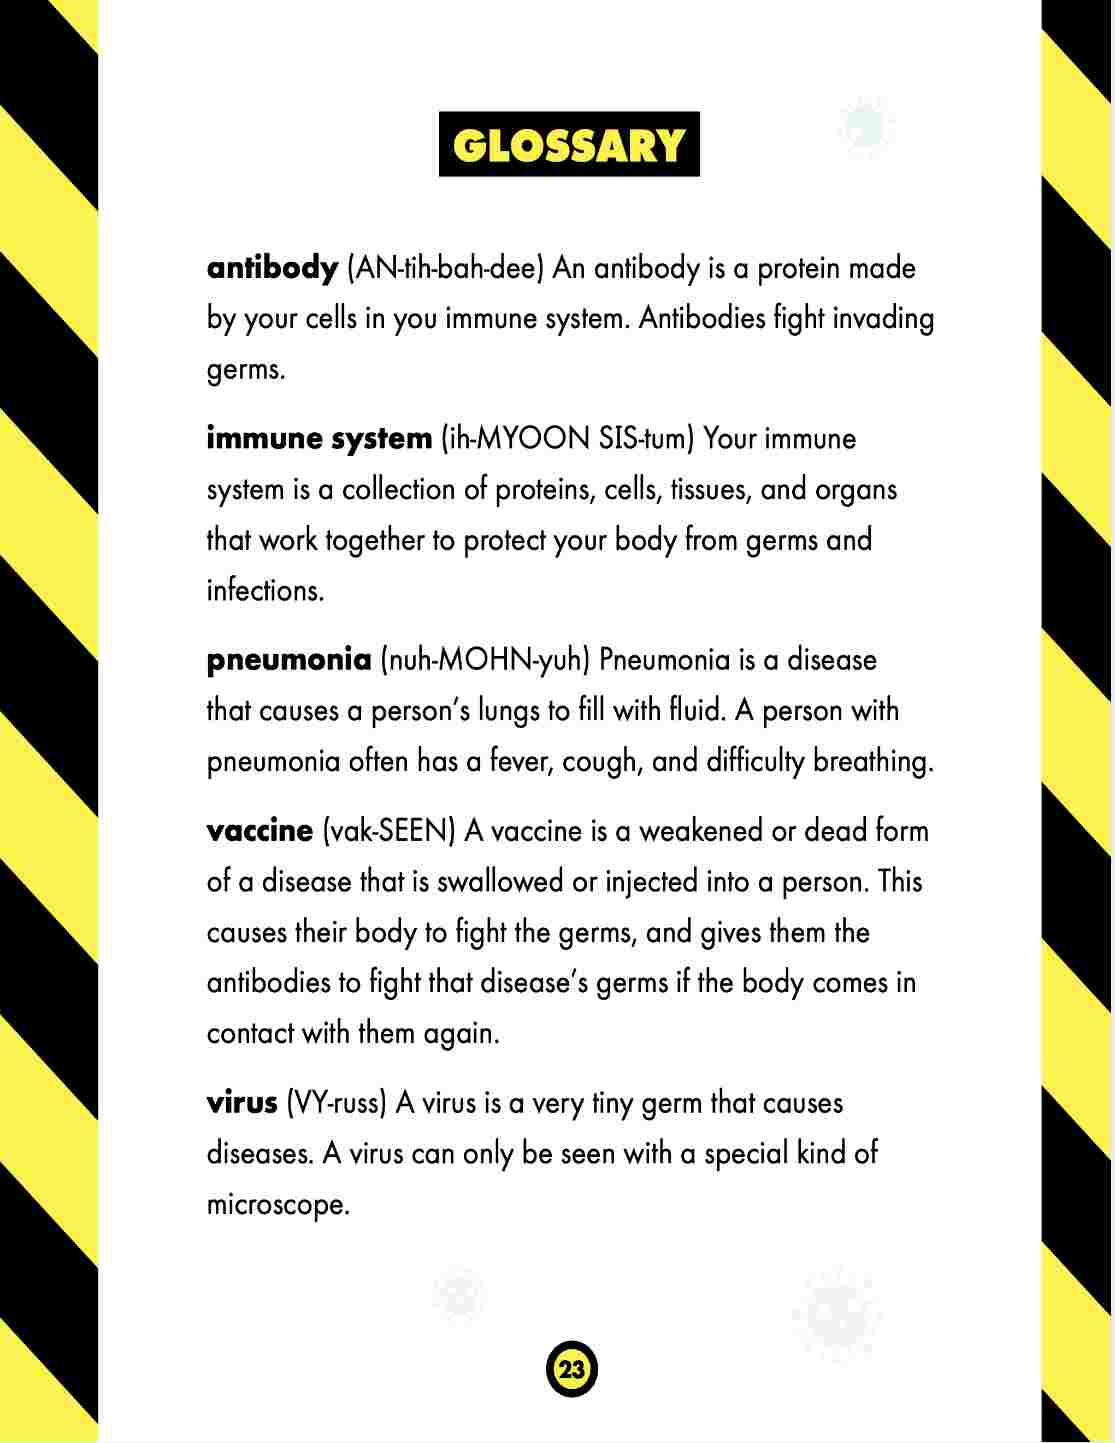 GLOSSARY
antibody (AN-tih-bah-dee) An antibody is a protein made
by your cells in you immune system. Antibodies fight invading
germs.
immune system (ih-MYOON SIS-tum) Your immune
system is a collection of proteins, cells, tissues, and organs
that work together to protect your body from germs and
infections.
pneumonia (nuh-MOHN-yuh) Pneumonia is a disease
that causes a person’s lungs to fill with fluid. A person with
pneumonia often has a fever, cough, and difficulty breathing.
vaccine (vak-SEEN) A vaccine is a weakened or dead form
of a disease that is swallowed or injected into a person. This
causes their body to fight the germs, and gives them the
antibodies to fight that disease’s germs if the body comes in
contact with them again.
virus (VY-russ) A virus is a very tiny germ that causes
diseases. A virus can only be seen with a special kind of
microscope.
23